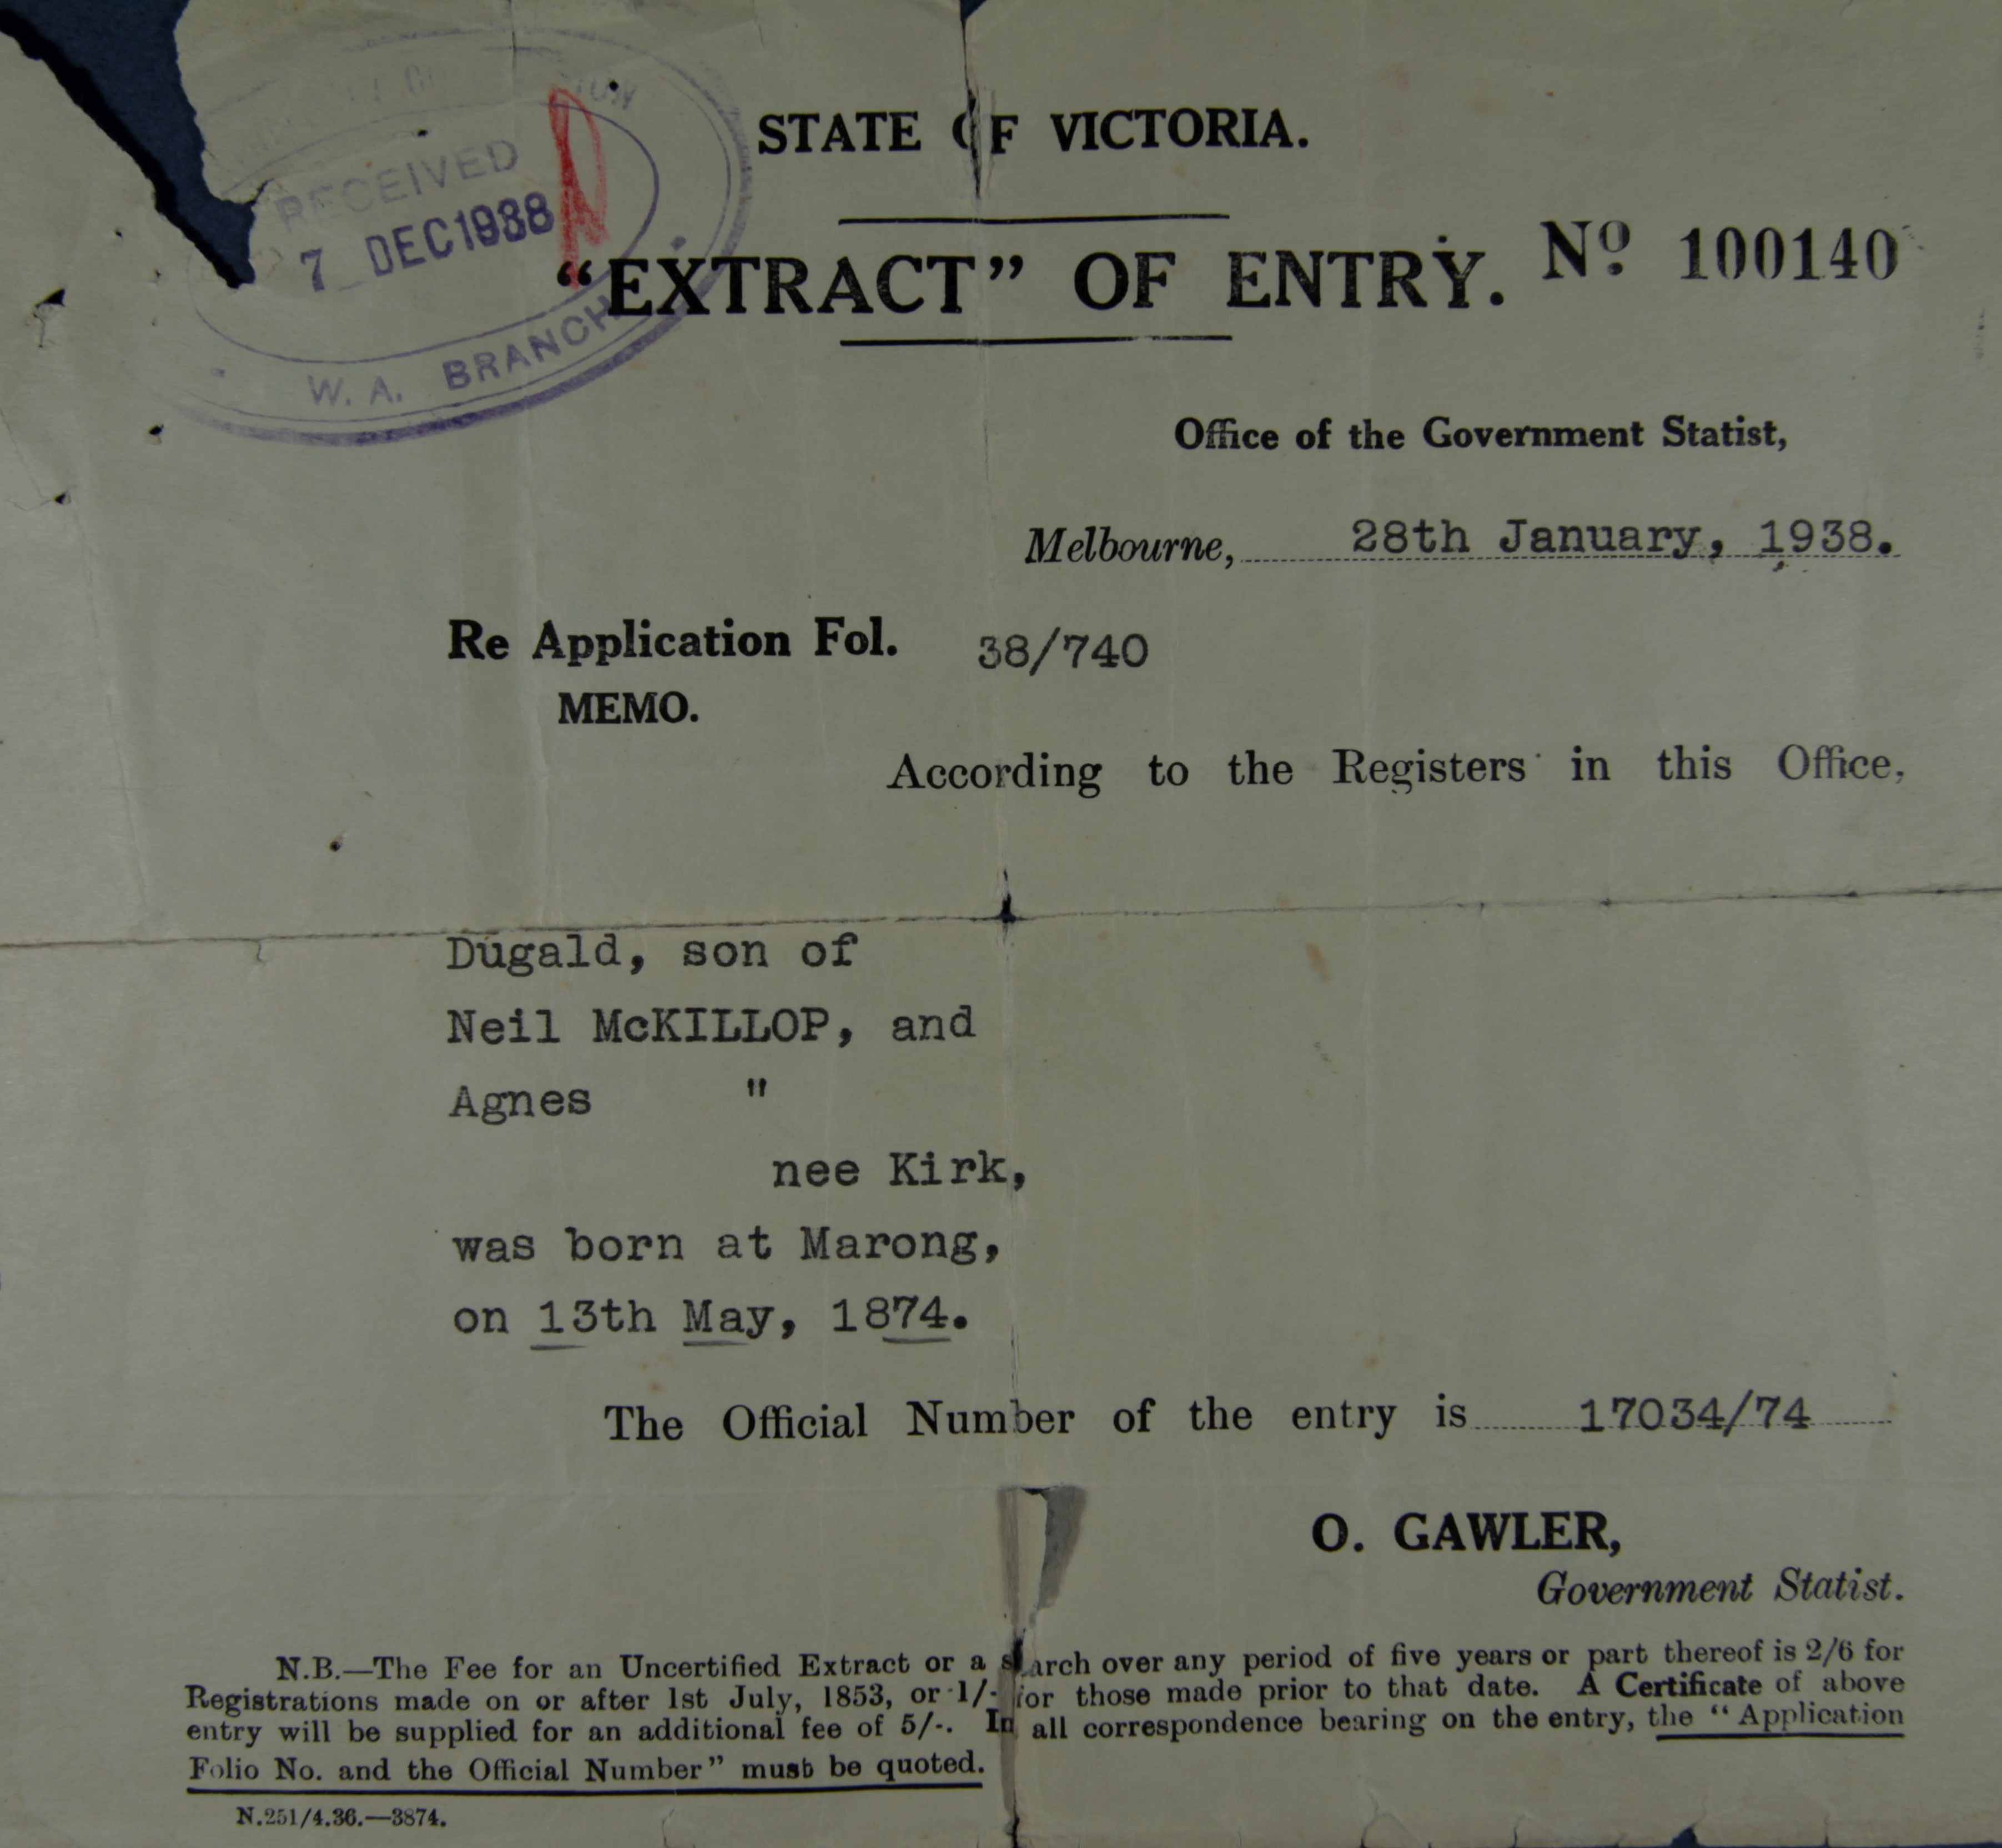 RECEIVED
7 DEC 1938
W. A. BRANCH
STATE OF VICTORIA.
"EXTRACT" OF ENTRY. Nº 100140
Office of the Government Statist,
Melbourne, 28th January, 1938.
Re Application Fol. 38/740
MEMO.
According to the Registers in this Office,
Dugald, son of
Neil McKILLOP, and
Agnes "
nee Kirk,
was born at Marong,
on 13th May, 1874.
The Official Number of the entry is 17034/74
O. GAWLER,
Government Statist.
N.B.—The Fee for an Uncertified Extract or a search over any period of five years or part thereof is 2/6 for
Registrations made on or after 1st July, 1853, or 1/- for those made prior to that date. A Certificate of above
entry will be supplied for an additional fee of 5/-. In all correspondence bearing on the entry, the "Application
Folio No. and the Official Number" must be quoted.
N.251/4.36.—3874.